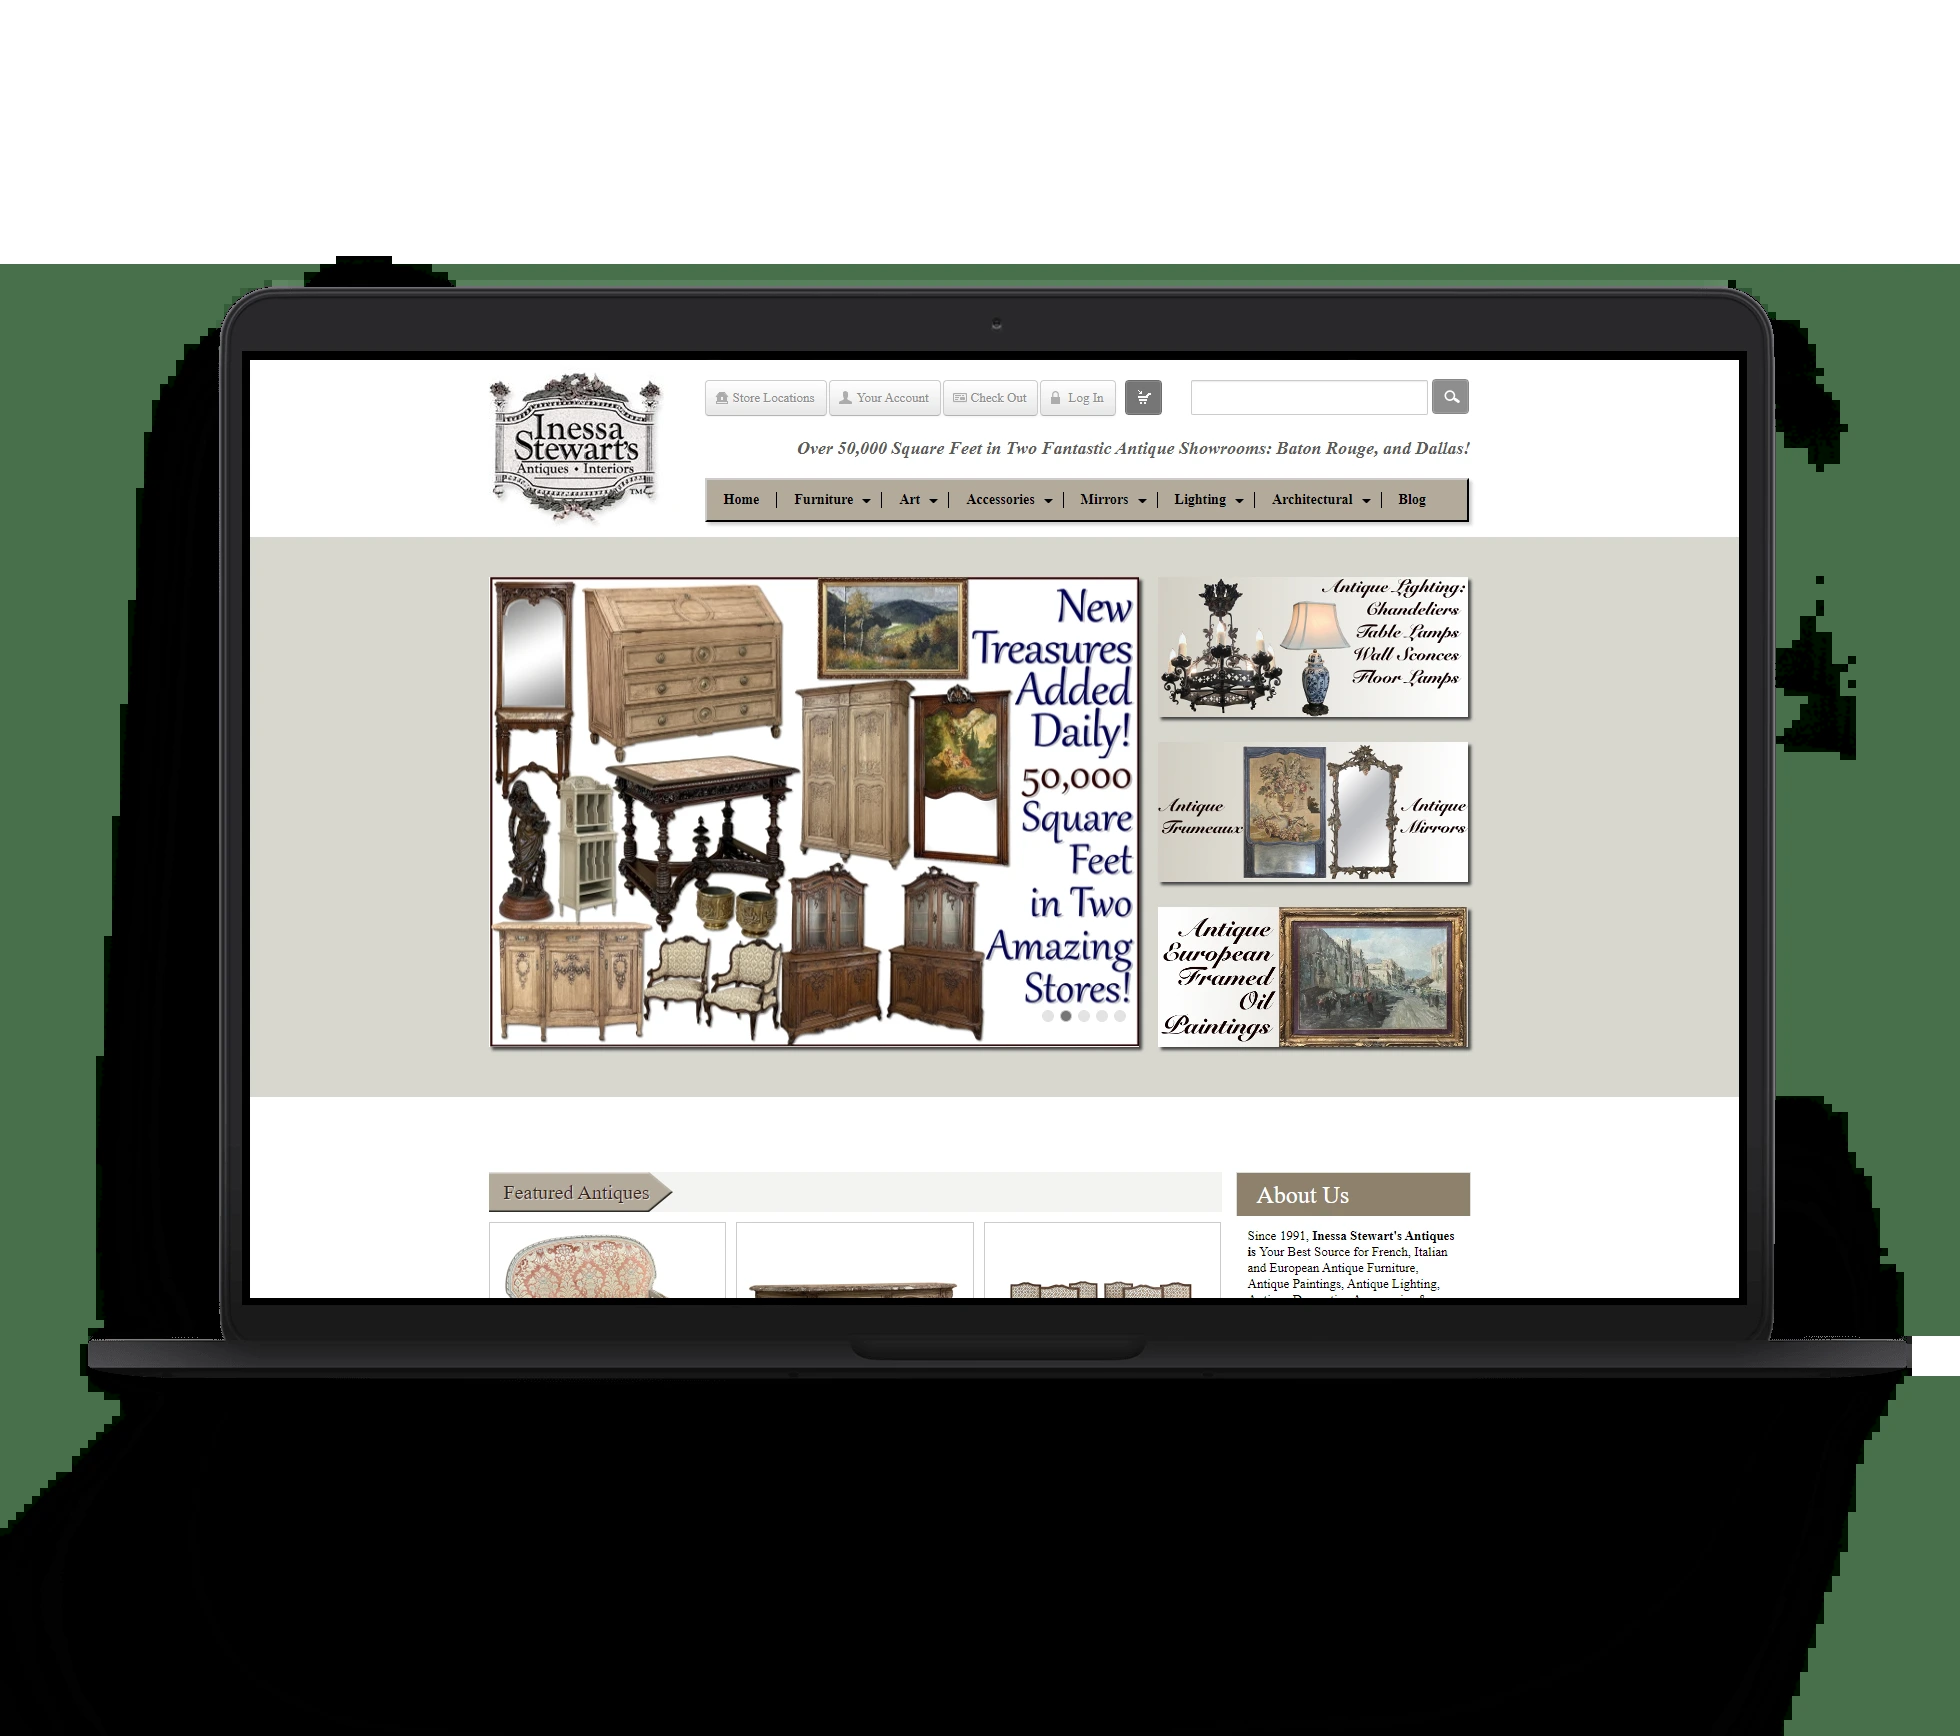 Inessa
Stewart's
Antiques • Interiors
TM
Store Locations
Your Account
Check Out
Log In
Over 50,000 Square Feet in Two Fantastic Antique Showrooms: Baton Rouge, and Dallas!
Home
Furniture
Art
Accessories
Mirrors
Lighting
Architectural
Blog
New
Treasures
Added
Daily!
50,000
Square
Feet
in Two
Amazing
Stores!
Antique Lighting:
Chandeliers
Table Lamps
Wall Sconces
Floor Lamps
Antique
Trumeaux
Antique
Mirrors
Antique
European
Framed
Oil
Paintings
Featured Antiques
About Us
Since 1991, Inessa Stewart's Antiques
is Your Best Source for French, Italian
and European Antique Furniture,
Antique Paintings, Antique Lighting,